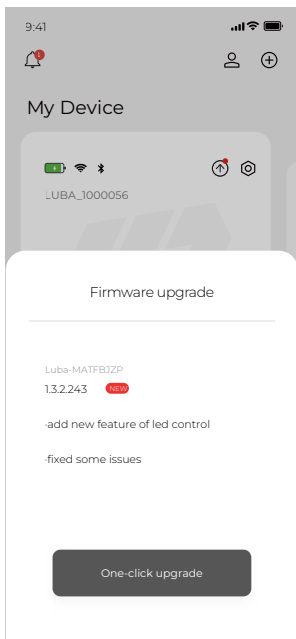 9:41
1
My Device
LUBA_1000056
Firmware upgrade
Luba-MATFBJZP
1.3.2.243 NEW
·add new feature of led control
·fixed some issues
One-click upgrade